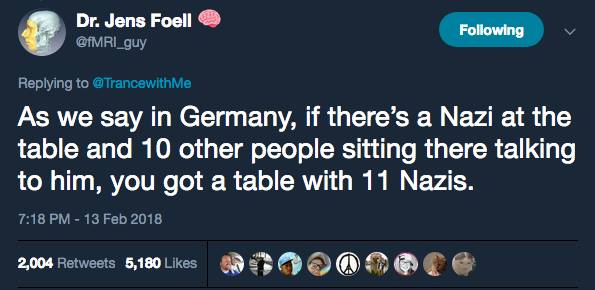 Dr. Jens Foell 🧠
@fMRI_guy
Following
Replying to @TrancewithMe
As we say in Germany, if there's a Nazi at the
table and 10 other people sitting there talking
to him, you got a table with 11 Nazis.
7:18 PM - 13 Feb 2018
2,004 Retweets 5,180 Likes